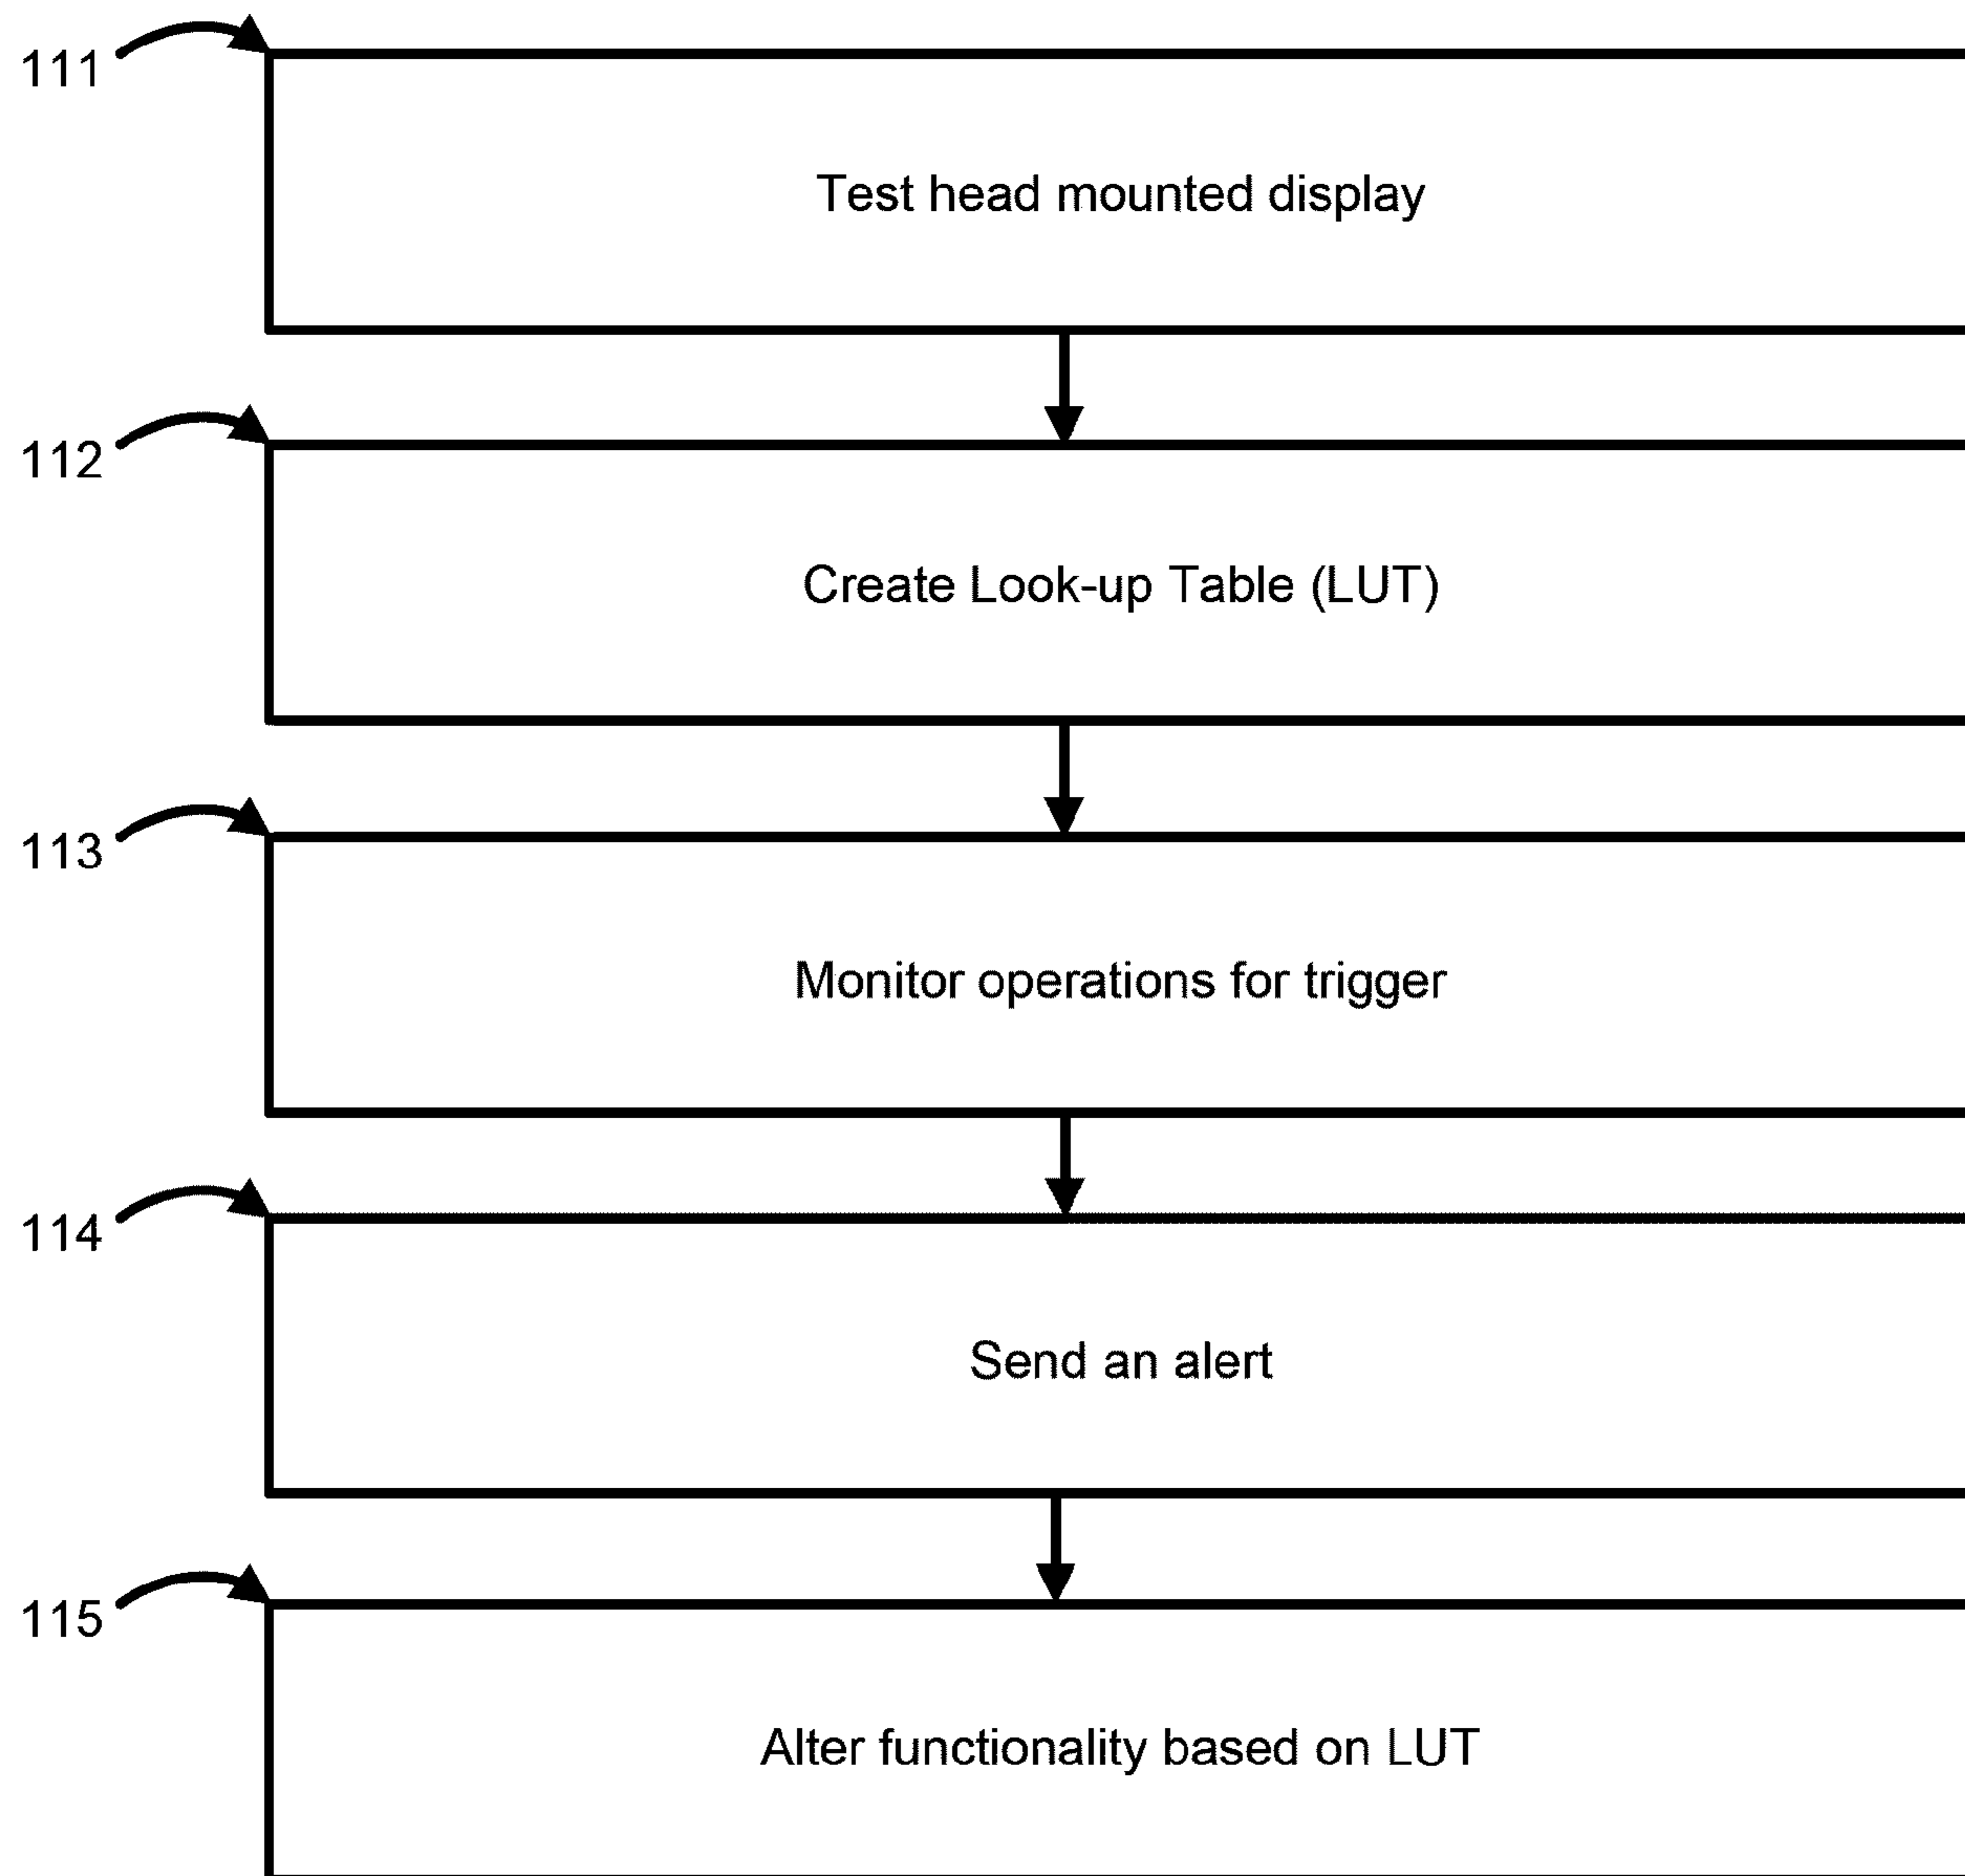 111
Test head mounted display
112
Create Look-up Table (LUT)
113
Monitor operations for trigger
114
Send an alert
115
Alter functionality based on LUT